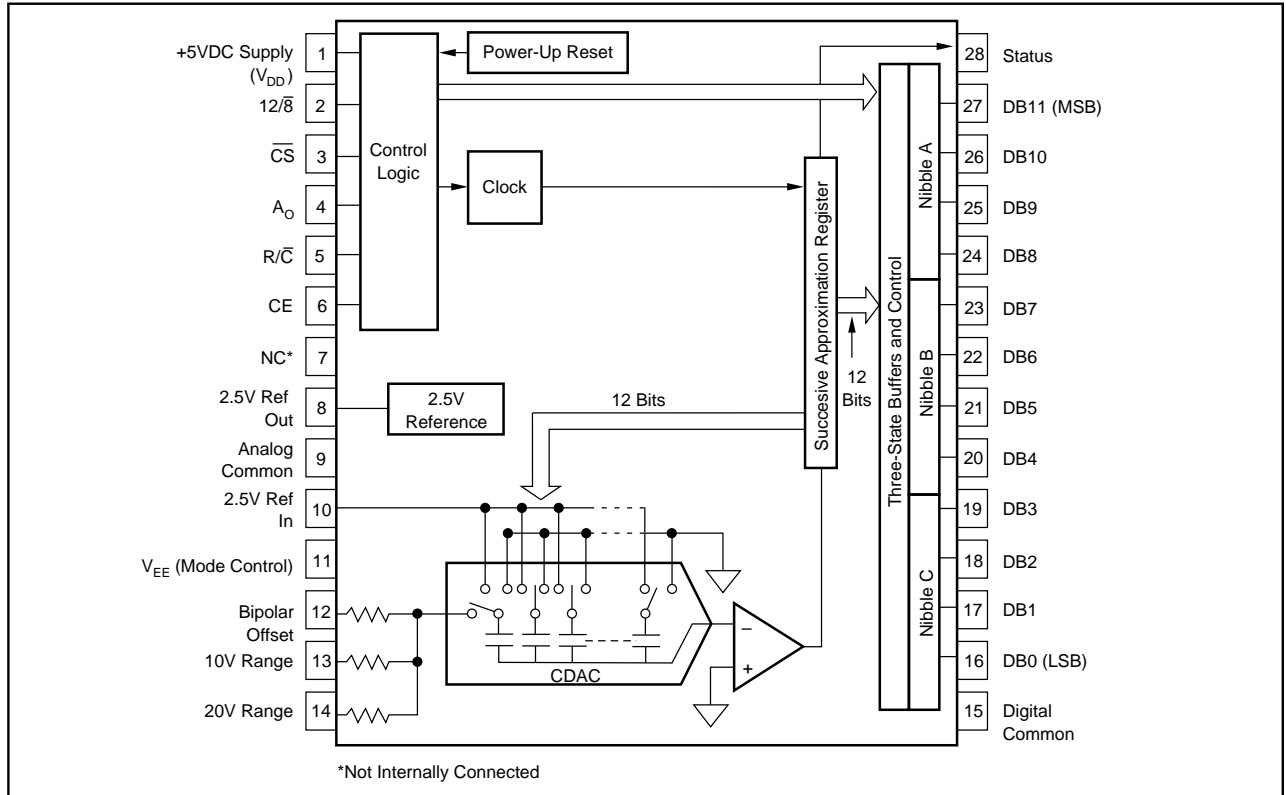 +5VDC Supply
(V_DD)
1
12/8̅
2
C̅S̅
3
A_O
4
R/C̅
5
CE
6
NC*
7
2.5V Ref
Out
8
Analog
Common
9
2.5V Ref
In
10
V_EE (Mode Control)
11
Bipolar
Offset
12
10V Range
13
20V Range
14
Control
Logic
Power-Up Reset
Clock
2.5V
Reference
12 Bits
CDAC
–
+
Succesive Approximation Register
12
Bits
Three-State Buffers and Control
Nibble A
Nibble B
Nibble C
28
Status
27
DB11 (MSB)
26
DB10
25
DB9
24
DB8
23
DB7
22
DB6
21
DB5
20
DB4
19
DB3
18
DB2
17
DB1
16
DB0 (LSB)
15
Digital
Common
*Not Internally Connected